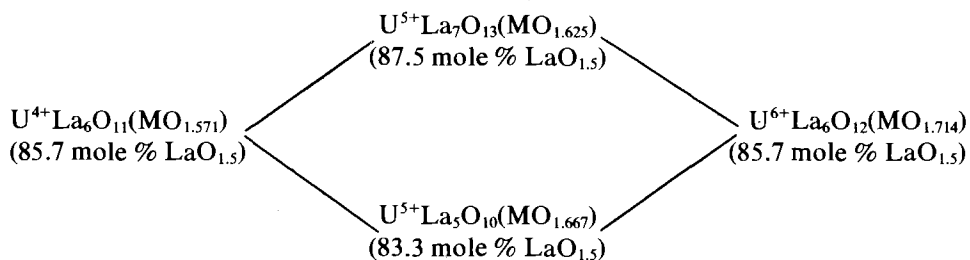 U⁵⁺La₇O₁₃(MO₁.₆₂₅)
(87.5 mole % LaO₁.₅)
U⁴⁺La₆O₁₁(MO₁.₅₇₁)
(85.7 mole % LaO₁.₅)
U⁶⁺La₆O₁₂(MO₁.₇₁₄)
(85.7 mole % LaO₁.₅)
U⁵⁺La₅O₁₀(MO₁.₆₆₇)
(83.3 mole % LaO₁.₅)